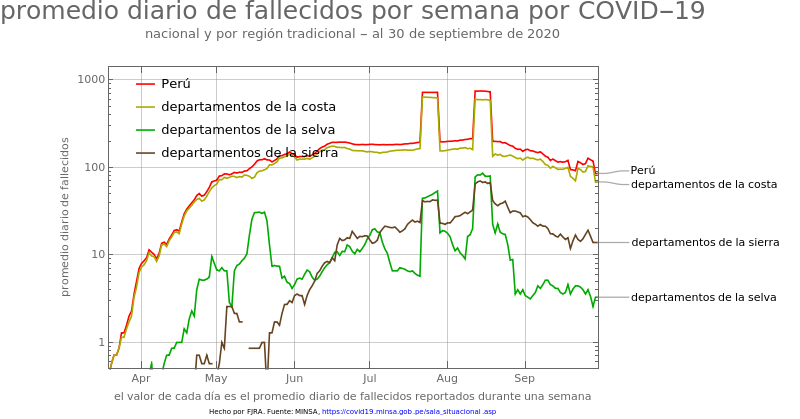 promedio diario de fallecidos por semana por COVID−19
nacional y por región tradicional − al 30 de septiembre de 2020
promedio diario de fallecidos
1000
100
10
1
Perú
departamentos de la costa
departamentos de la selva
departamentos de la sierra
Perú
departamentos de la costa
departamentos de la sierra
departamentos de la selva
Apr May Jun Jul Aug Sep
el valor de cada día es el promedio diario de fallecidos reportados durante una semana
Hecho por FJRA. Fuente: MINSA, https://covid19.minsa.gob.pe/sala_situacional.asp